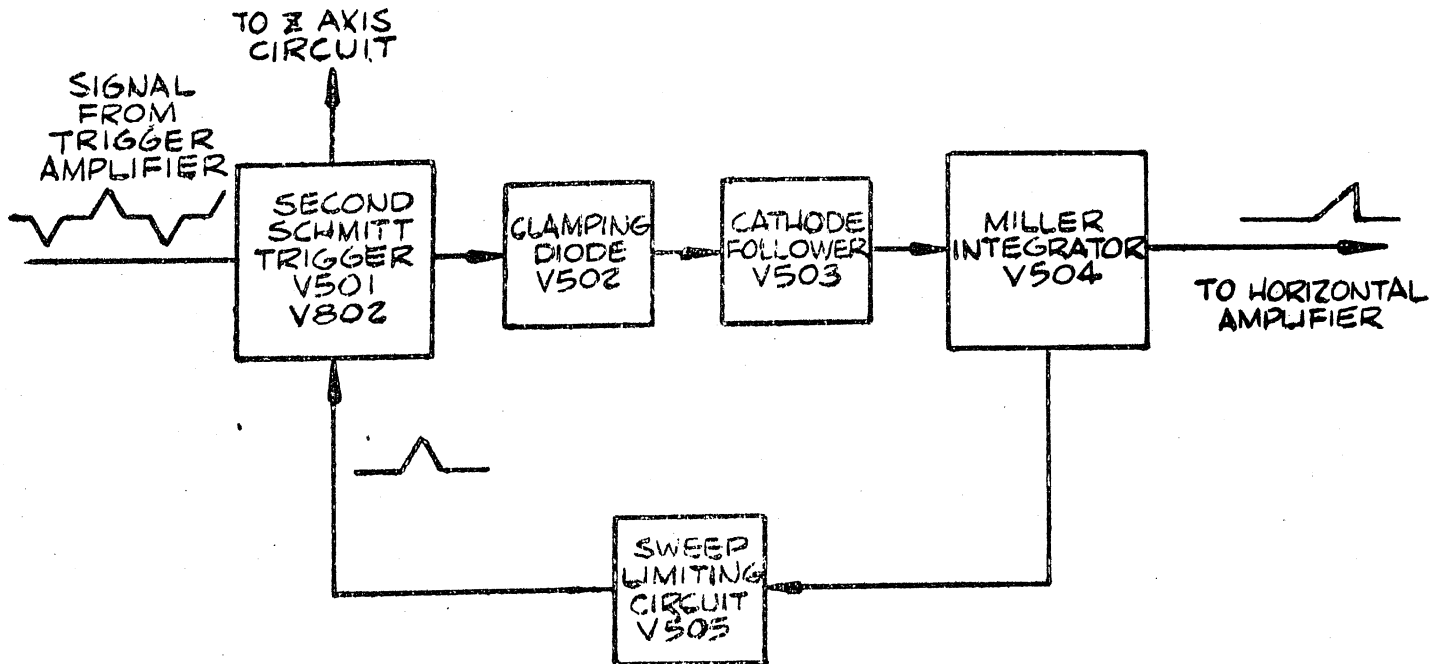 TO Z AXIS
CIRCUIT
SIGNAL
FROM
TRIGGER
AMPLIFIER
SECOND
SCHMITT
TRIGGER
V501
V802
CLAMPING
DIODE
V502
CATHODE
FOLLOWER
V503
MILLER
INTEGRATOR
V504
TO HORIZONTAL
AMPLIFIER
SWEEP
LIMITING
CIRCUIT
V505